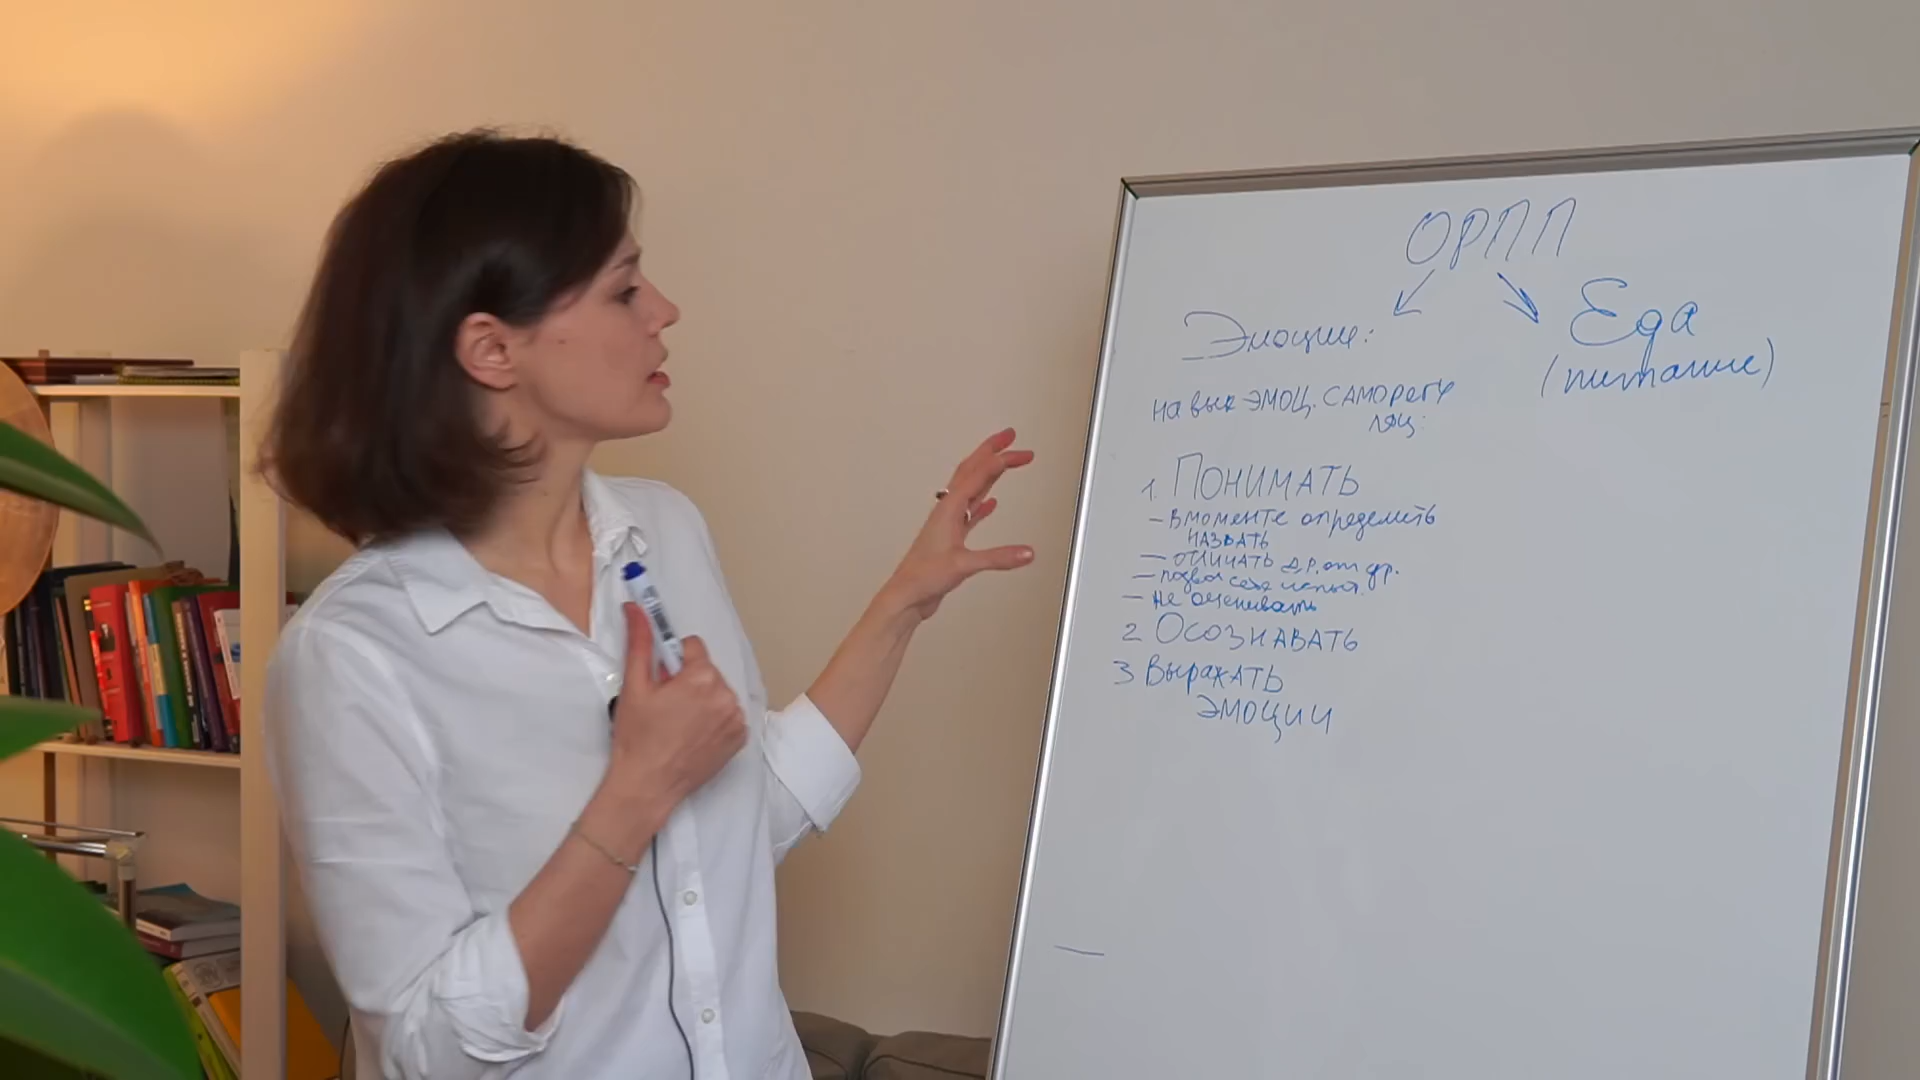 ОРПП
Эмоции:
Еда
(питание)
навык эмоц. саморегу
ляц:
1. Понимать
– в моменте определить
назвать
– отличать др. от др.
– позвол себе испыт.
– не оценивать
2 Осознавать
3 Выражать
эмоции